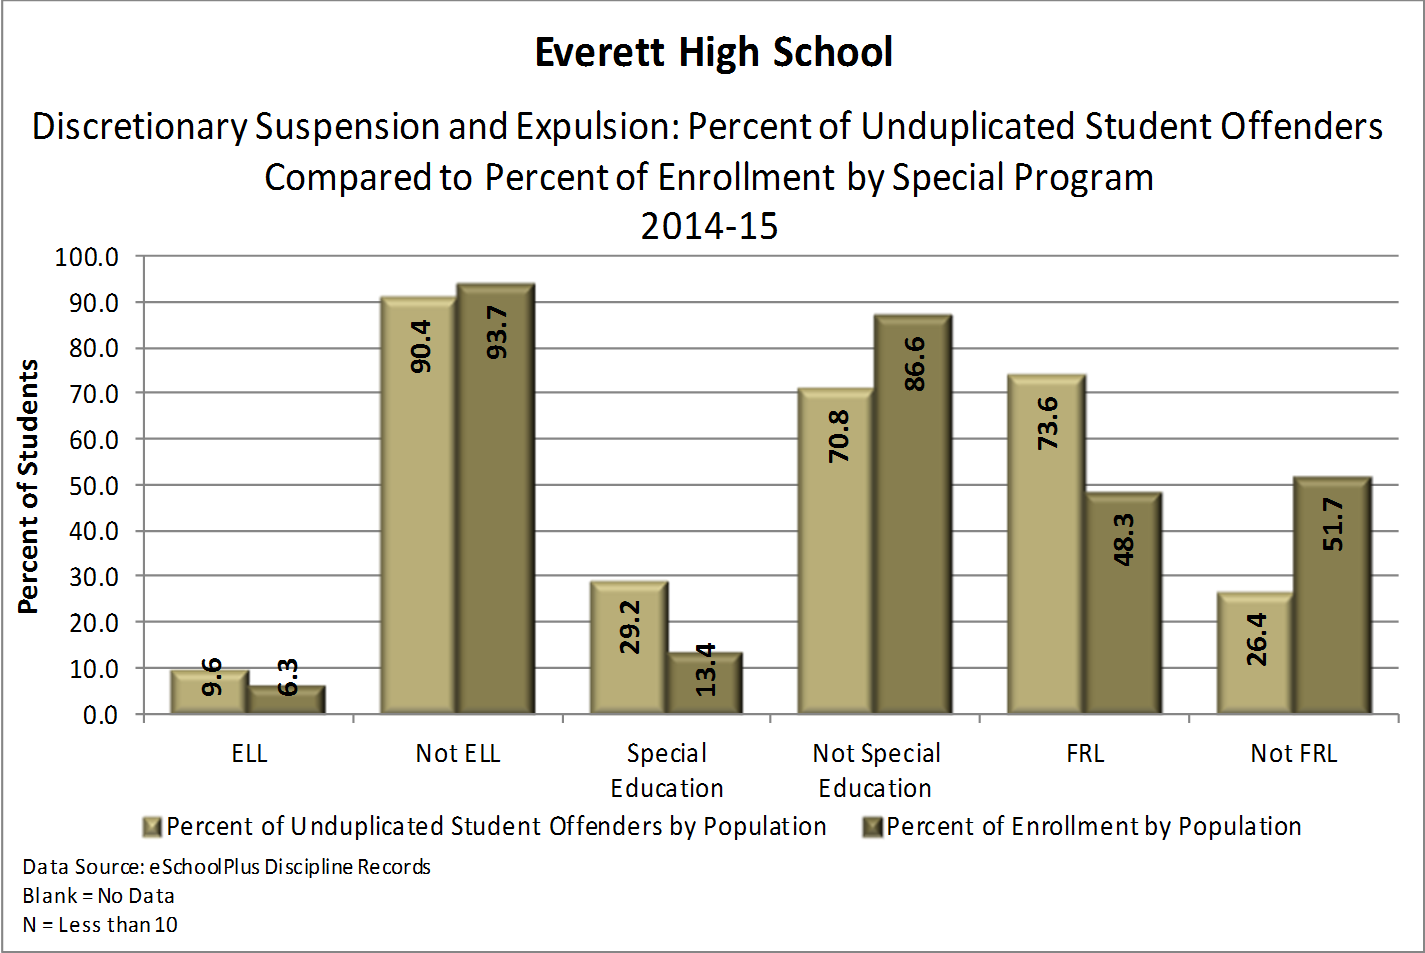 Everett High School
Discretionary Suspension and Expulsion: Percent of Unduplicated Student Offenders
Compared to Percent of Enrollment by Special Program
2014-15
Percent of Students
100.0
90.0
80.0
70.0
60.0
50.0
40.0
30.0
20.0
10.0
0.0
9.6
6.3
90.4
93.7
29.2
13.4
70.8
86.6
73.6
48.3
26.4
51.7
ELL
Not ELL
Special
Education
Not Special
Education
FRL
Not FRL
Percent of Unduplicated Student Offenders by Population
Percent of Enrollment by Population
Data Source: eSchoolPlus Discipline Records
Blank = No Data
N = Less than 10